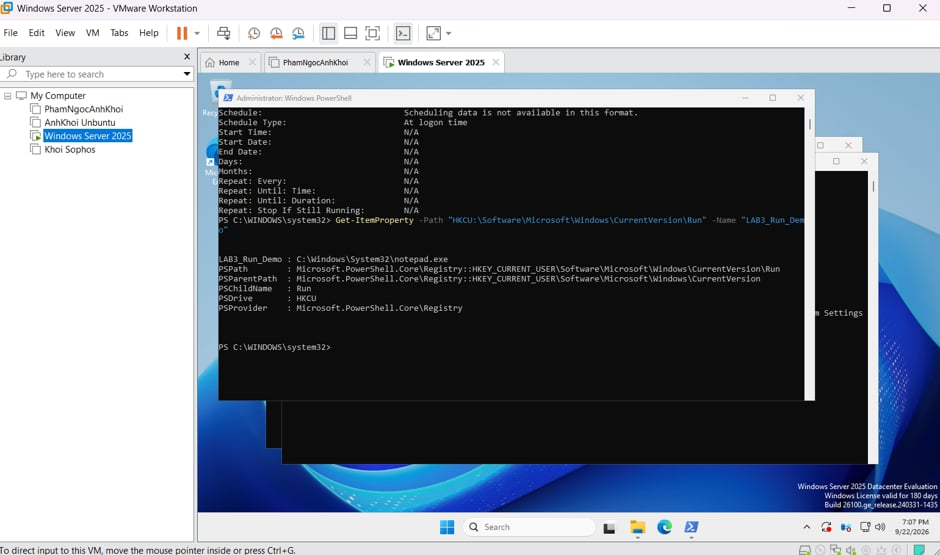 Windows Server 2025 - VMware Workstation
File Edit View VM Tabs Help
Library
Type here to search
My Computer
PhamNgocAnhKhoi
AnhKhoi Unbuntu
Windows Server 2025
Khoi Sophos
Home
PhamNgocAnhKhoi
Windows Server 2025
Administrator: Windows PowerShell
Schedule: Scheduling data is not available in this format.
Schedule Type: At logon time
Start Time: N/A
Start Date: N/A
End Date: N/A
Days: N/A
Months: N/A
Repeat: Every: N/A
Repeat: Until: Time: N/A
Repeat: Until: Duration: N/A
Repeat: Stop If Still Running: N/A
PS C:\WINDOWS\system32> Get-ItemProperty -Path "HKCU:\Software\Microsoft\Windows\CurrentVersion\Run" -Name "LAB3_Run_Dem
o"
LAB3_Run_Demo : C:\Windows\System32\notepad.exe
PSPath : Microsoft.PowerShell.Core\Registry::HKEY_CURRENT_USER\Software\Microsoft\Windows\CurrentVersion\Run
PSParentPath : Microsoft.PowerShell.Core\Registry::HKEY_CURRENT_USER\Software\Microsoft\Windows\CurrentVersion
PSChildName : Run
PSDrive : HKCU
PSProvider : Microsoft.PowerShell.Core\Registry
PS C:\WINDOWS\system32>
m Settings
Windows Server 2025 Datacenter Evaluation
Windows License valid for 180 days
Build 26100.ge_release.240331-1435
Search
7:07 PM
9/22/2026
To direct input to this VM, move the mouse pointer inside or press Ctrl+G.